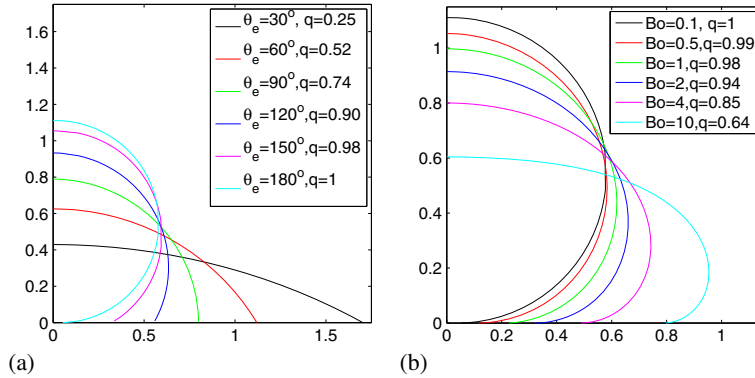 θe=30°, q=0.25
θe=60°, q=0.52
θe=90°, q=0.74
θe=120°, q=0.90
θe=150°, q=0.98
θe=180°,q=1
1.6
1.4
1.2
1
0.8
0.6
0.4
0.2
0
0
0.5
1
1.5
(a)
Bo=0.1, q=1
Bo=0.5,q=0.99
Bo=1,q=0.98
Bo=2,q=0.94
Bo=4,q=0.85
Bo=10,q=0.64
1
0.8
0.6
0.4
0.2
0
0
0.2
0.4
0.6
0.8
1
(b)